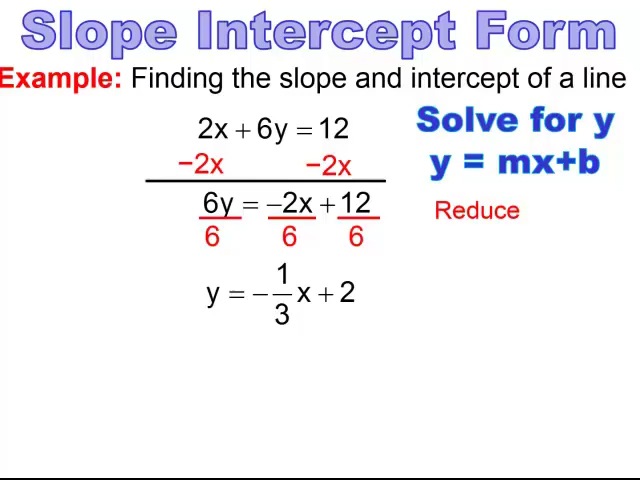 Slope Intercept Form
Example: Finding the slope and intercept of a line
2x + 6y = 12
Solve for y
−2x −2x
y = mx+b
6y = −2x + 12
6 6 6
Reduce
y = −1/3x + 2